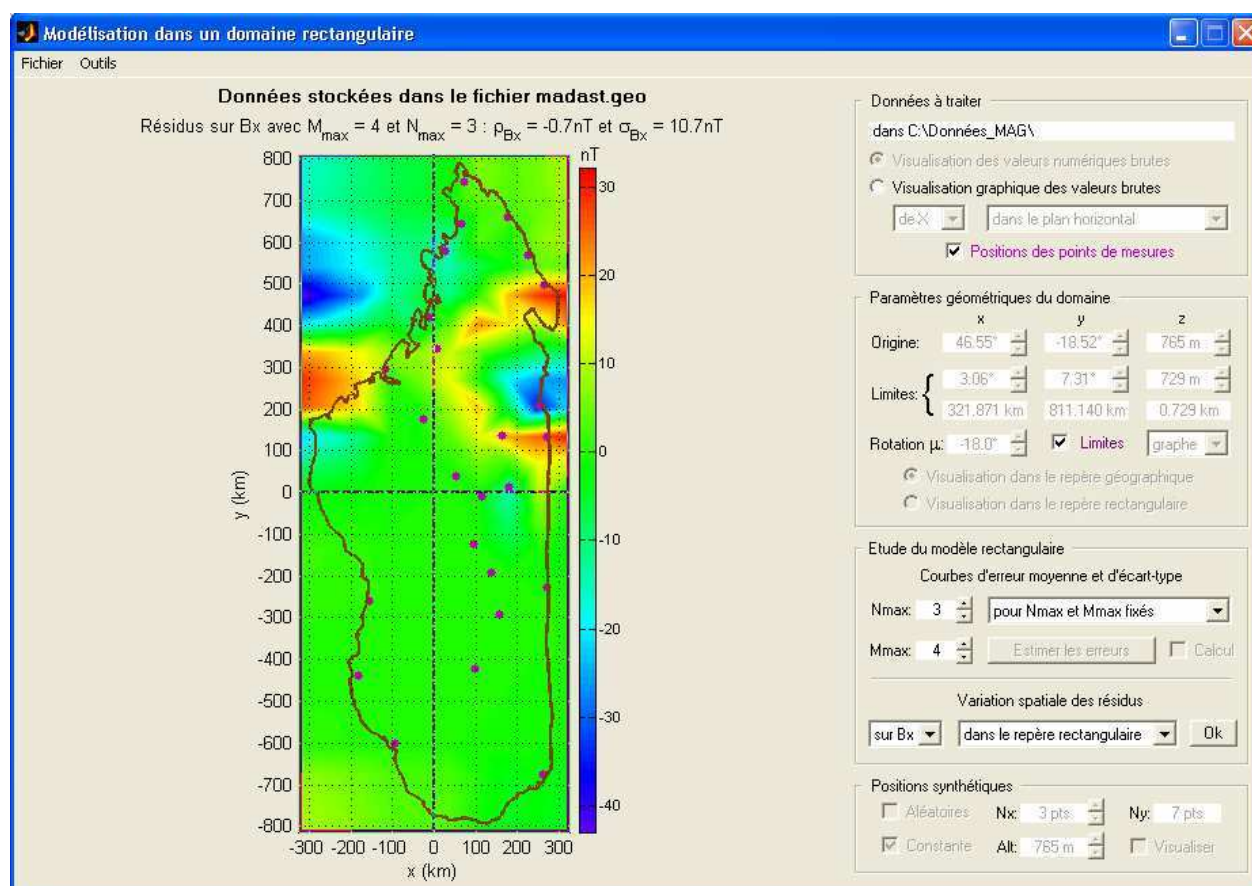 Modélisation dans un domaine rectangulaire
Fichier Outils
Données stockées dans le fichier madast.geo
Résidus sur Bx avec M_max = 4 et N_max = 3 : ρ_Bx = -0.7nT et σ_Bx = 10.7nT
nT
800
700
600
500
400
300
200
100
0
-100
-200
-300
-400
-500
-600
-700
-800
y (km)
-300 -200 -100 0 100 200 300
x (km)
30
20
10
0
-10
-20
-30
-40
Données à traiter
dans C:\Données_MAG\
Visualisation des valeurs numériques brutes
Visualisation graphique des valeurs brutes
de X dans le plan horizontal
Positions des points de mesures
Paramètres géométriques du domaine
x y z
Origine: 46.55° -18.52° 765 m
Limites: { 3.06° 7.31° 729 m
321.871 km 811.140 km 0.729 km
Rotation µ: -18.0° Limites graphe
Visualisation dans le repère géographique
Visualisation dans le repère rectangulaire
Etude du modèle rectangulaire
Courbes d'erreur moyenne et d'écart-type
Nmax: 3 pour Nmax et Mmax fixés
Mmax: 4 Estimer les erreurs Calcul
Variation spatiale des résidus
sur Bx dans le repère rectangulaire Ok
Positions synthétiques
Aléatoires Nx: 3 pts Ny: 7 pts
Constante Alt: 765 m Visualiser